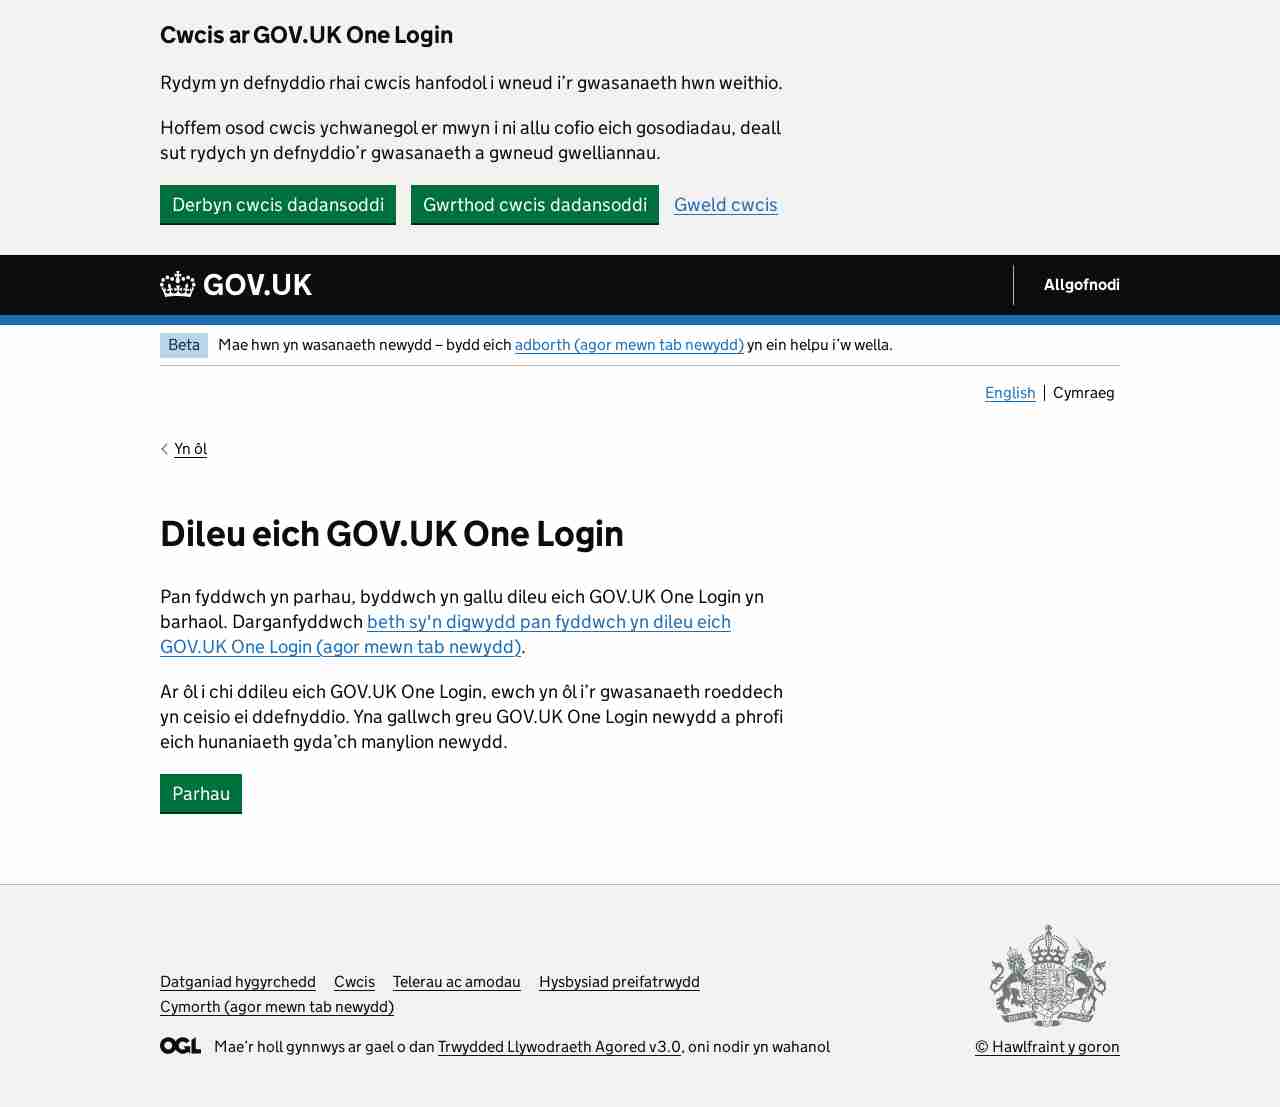 Cwcis ar GOV.UK One Login
Rydym yn defnyddio rhai cwcis hanfodol i wneud i’r gwasanaeth hwn weithio.
Hoffem osod cwcis ychwanegol er mwyn i ni allu cofio eich gosodiadau, deall
sut rydych yn defnyddio’r gwasanaeth a gwneud gwelliannau.
Derbyn cwcis dadansoddi Gwrthod cwcis dadansoddi Gweld cwcis
GOV.UK Allgofnodi
Beta Mae hwn yn wasanaeth newydd – bydd eich adborth (agor mewn tab newydd) yn ein helpu i’w wella.
English Cymraeg
Yn ôl
Dileu eich GOV.UK One Login
Pan fyddwch yn parhau, byddwch yn gallu dileu eich GOV.UK One Login yn
barhaol. Darganfyddwch beth sy'n digwydd pan fyddwch yn dileu eich
GOV.UK One Login (agor mewn tab newydd).
Ar ôl i chi ddileu eich GOV.UK One Login, ewch yn ôl i’r gwasanaeth roeddech
yn ceisio ei ddefnyddio. Yna gallwch greu GOV.UK One Login newydd a phrofi
eich hunaniaeth gyda’ch manylion newydd.
Parhau
Datganiad hygyrchedd Cwcis Telerau ac amodau Hysbysiad preifatrwydd
Cymorth (agor mewn tab newydd)
OGL Mae’r holl gynnwys ar gael o dan Trwydded Llywodraeth Agored v3.0, oni nodir yn wahanol
© Hawlfraint y goron